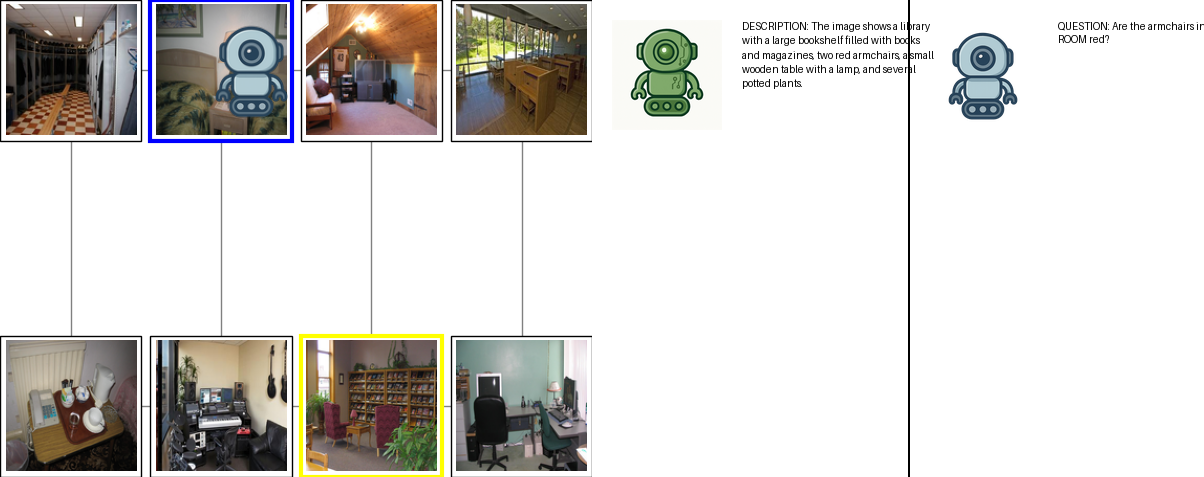 DESCRIPTION: The image shows a library
with a large bookshelf filled with books
and magazines, two red armchairs, a small
wooden table with a lamp, and several
potted plants.
QUESTION: Are the armchairs in
ROOM red?